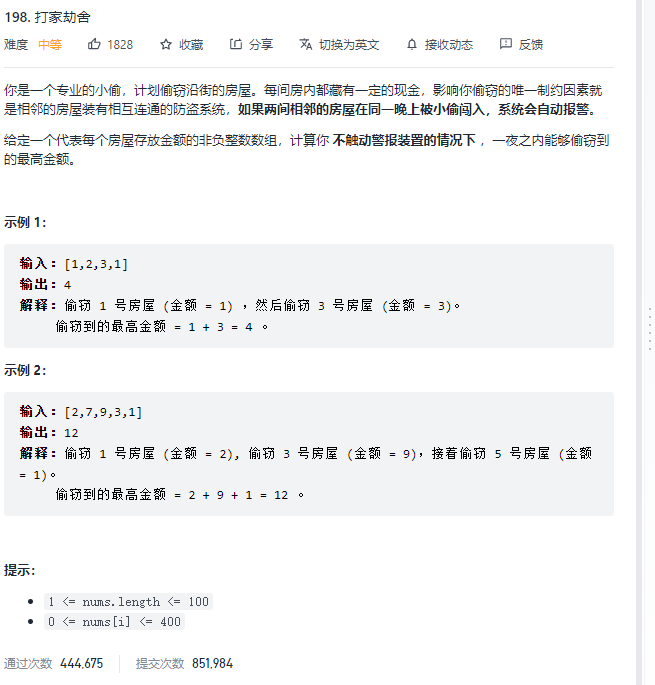 198. 打家劫舍
难度 中等 1828 收藏 分享 切换为英文 接收动态 反馈
你是一个专业的小偷，计划偷窃沿街的房屋。每间房内都藏有一定的现金，影响你偷窃的唯一制约因素就
是相邻的房屋装有相互连通的防盗系统，如果两间相邻的房屋在同一晚上被小偷闯入，系统会自动报警。
给定一个代表每个房屋存放金额的非负整数数组，计算你 不触动警报装置的情况下 ，一夜之内能够偷窃到
的最高金额。
示例 1：
输入：[1,2,3,1]
输出：4
解释：偷窃 1 号房屋 (金额 = 1) ，然后偷窃 3 号房屋 (金额 = 3)。
偷窃到的最高金额 = 1 + 3 = 4 。
示例 2：
输入：[2,7,9,3,1]
输出：12
解释：偷窃 1 号房屋 (金额 = 2), 偷窃 3 号房屋 (金额 = 9)，接着偷窃 5 号房屋 (金额
= 1)。
偷窃到的最高金额 = 2 + 9 + 1 = 12 。
提示：
1 <= nums.length <= 100
0 <= nums[i] <= 400
通过次数 444,675 提交次数 851,984